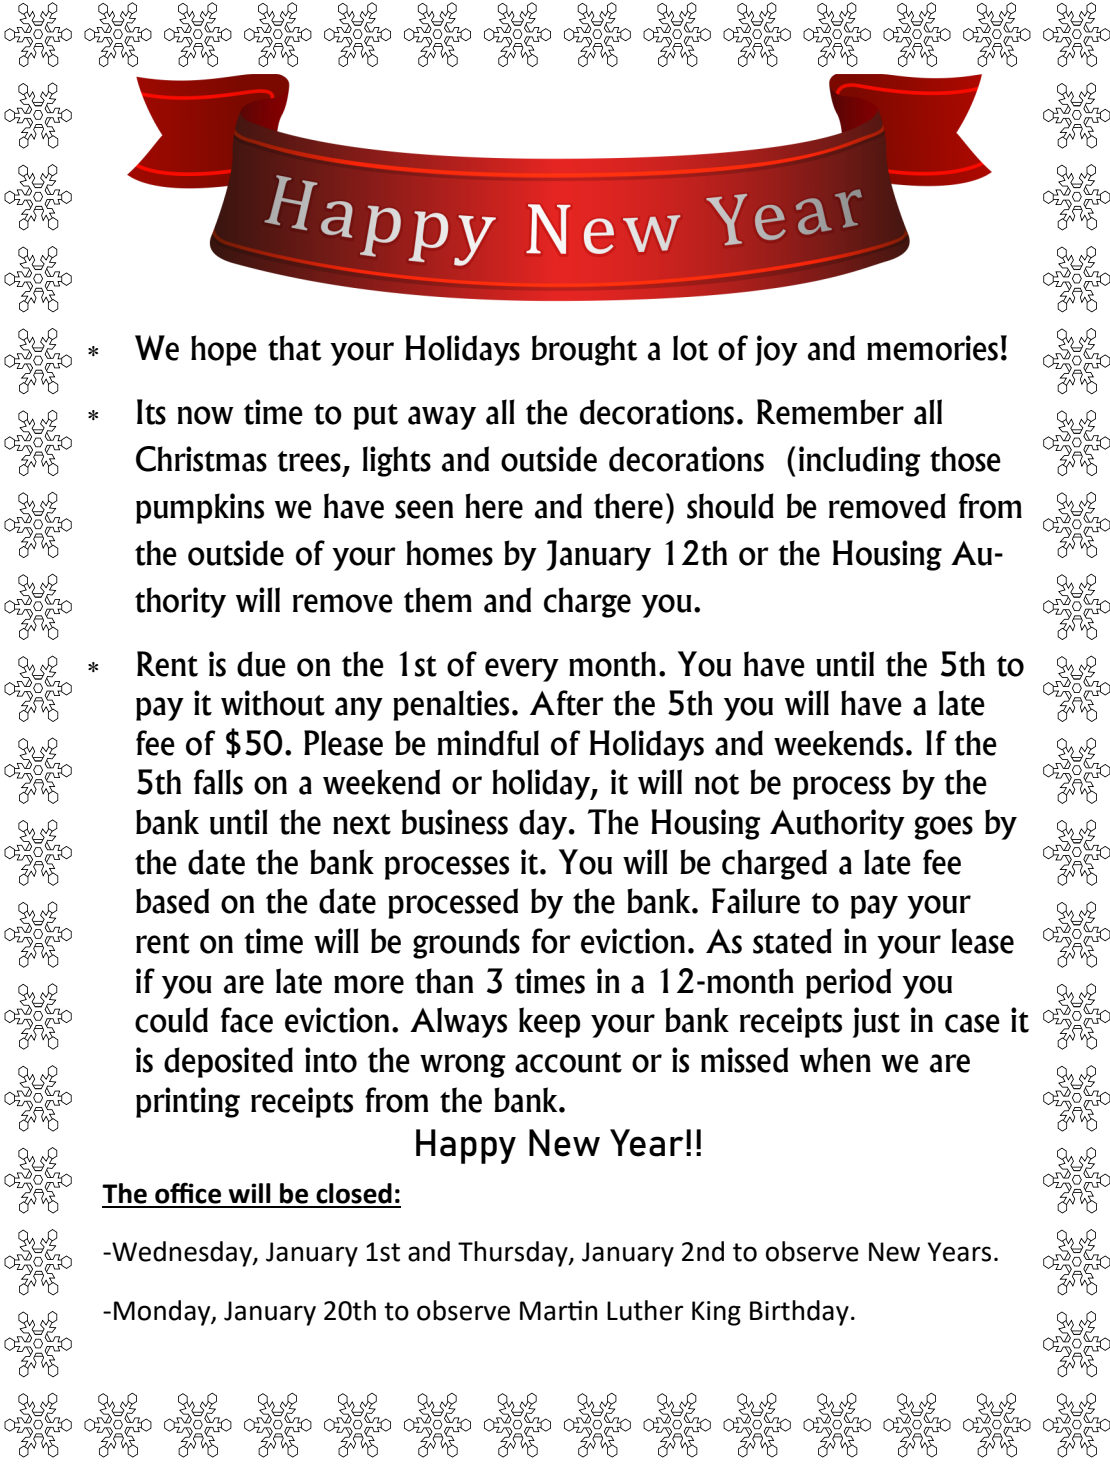 Happy New Year
* We hope that your Holidays brought a lot of joy and memories!
* Its now time to put away all the decorations. Remember all
Christmas trees, lights and outside decorations  (including those
pumpkins we have seen here and there) should be removed from
the outside of your homes by January 12th or the Housing Au-
thority will remove them and charge you.
* Rent is due on the 1st of every month. You have until the 5th to
pay it without any penalties. After the 5th you will have a late
fee of $50. Please be mindful of Holidays and weekends. If the
5th falls on a weekend or holiday, it will not be process by the
bank until the next business day. The Housing Authority goes by
the date the bank processes it. You will be charged a late fee
based on the date processed by the bank. Failure to pay your
rent on time will be grounds for eviction. As stated in your lease
if you are late more than 3 times in a 12-month period you
could face eviction. Always keep your bank receipts just in case it
is deposited into the wrong account or is missed when we are
printing receipts from the bank.
Happy New Year!!
The office will be closed:
-Wednesday, January 1st and Thursday, January 2nd to observe New Years.
-Monday, January 20th to observe Martin Luther King Birthday.